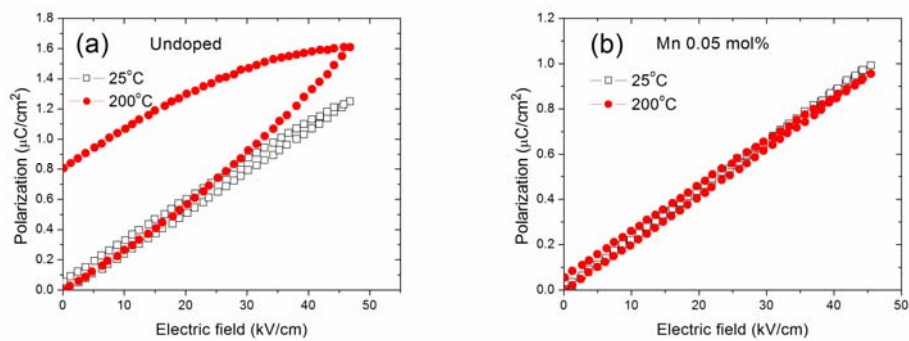 (a)
Undoped
25°C
200°C
Polarization (μC/cm²)
1.8
1.6
1.4
1.2
1.0
0.8
0.6
0.4
0.2
0.0
0 10 20 30 40 50
Electric field (kV/cm)
(b)
Mn 0.05 mol%
25°C
200°C
Polarization (μC/cm²)
1.2
1.0
0.8
0.6
0.4
0.2
0.0
0 10 20 30 40 50
Electric field (kV/cm)